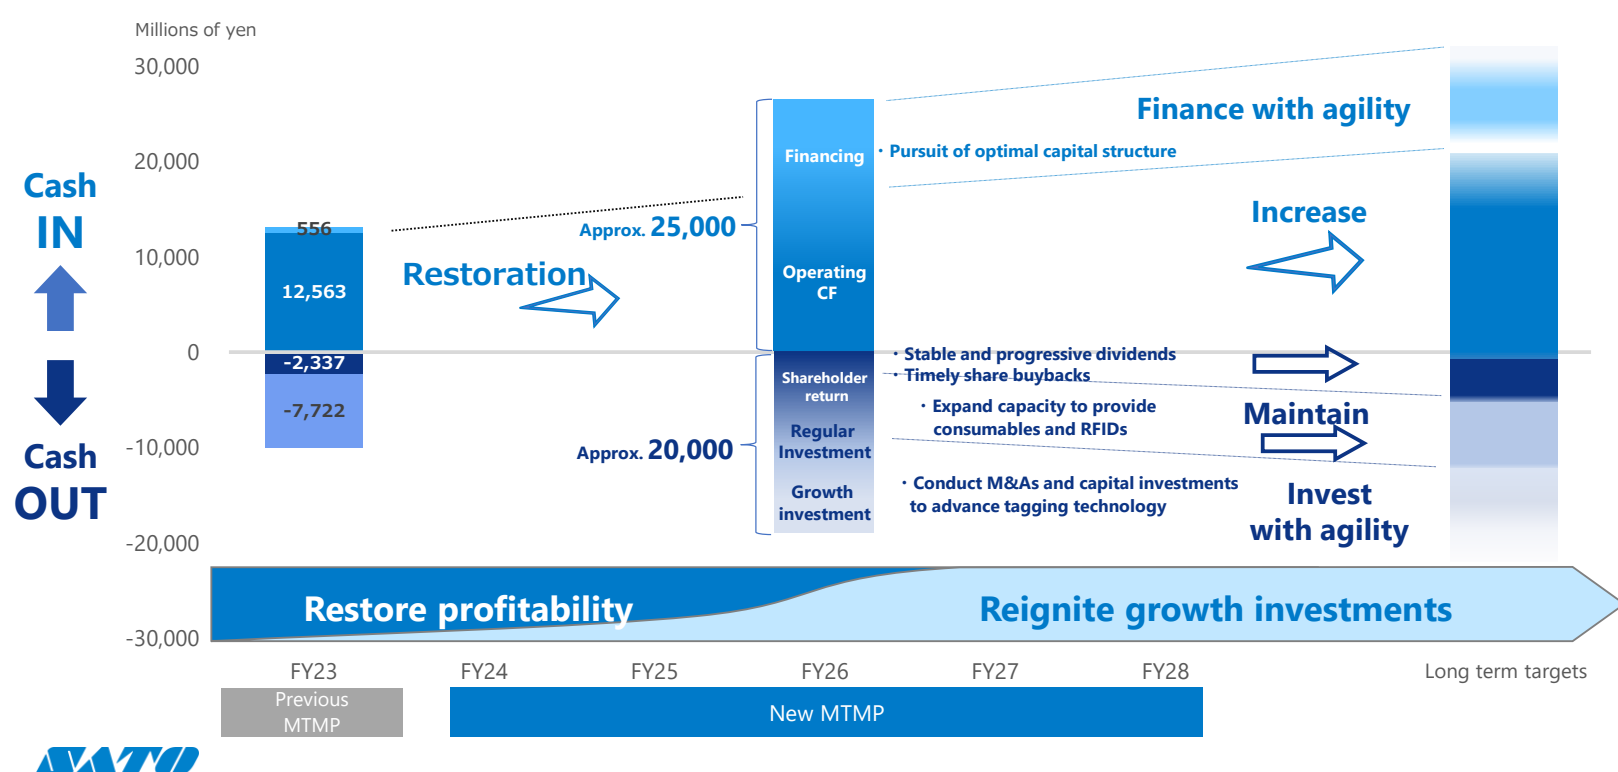 Millions of yen
30,000
20,000
10,000
0
-10,000
-20,000
-30,000
Cash
IN
Cash
OUT
556
12,563
-2,337
-7,722
Restoration
Approx. 25,000
Approx. 20,000
Financing
Operating
CF
Shareholder
return
Regular
Investment
Growth
investment
・Pursuit of optimal capital structure
・Stable and progressive dividends
・Timely share buybacks
・Expand capacity to provide
consumables and RFIDs
・Conduct M&As and capital investments
to advance tagging technology
Finance with agility
Increase
Maintain
Invest
with agility
Restore profitability
Reignite growth investments
FY23
FY24
FY25
FY26
FY27
FY28
Long term targets
Previous
MTMP
New MTMP
SATO